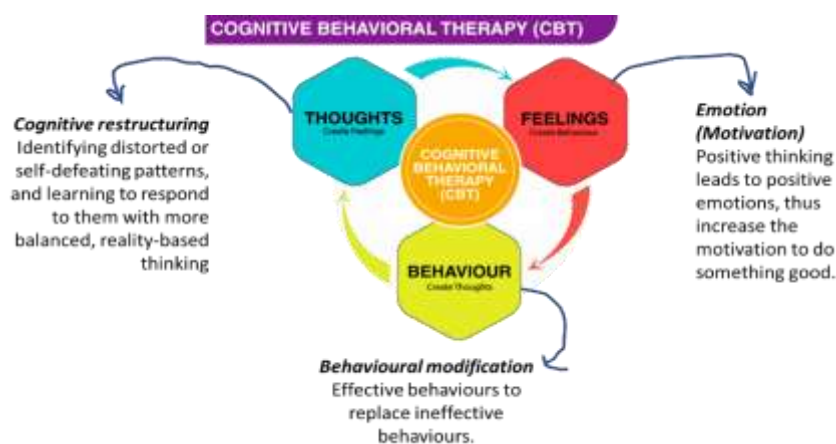 COGNITIVE BEHAVIORAL THERAPY (CBT)
THOUGHTS
Create Feelings
FEELINGS
Create Behaviour
COGNITIVE
BEHAVIORAL
THERAPY
(CBT)
BEHAVIOUR
Create Thoughts
Cognitive restructuring
Identifying distorted or
self-defeating patterns,
and learning to respond
to them with more
balanced, reality-based
thinking
Emotion
(Motivation)
Positive thinking
leads to positive
emotions, thus
increase the
motivation to do
something good.
Behavioural modification
Effective behaviours to
replace ineffective
behaviours.